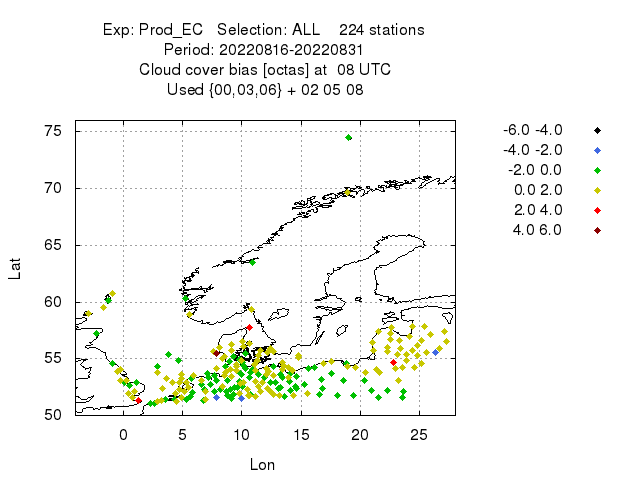 Exp: Prod_EC   Selection: ALL    224 stations
Period: 20220816-20220831
Cloud cover bias [octas] at  08 UTC
Used {00,03,06} + 02 05 08
-6.0 -4.0
-4.0 -2.0
-2.0 0.0
0.0 2.0
2.0 4.0
4.0 6.0
Lat
75
70
65
60
55
50
0 5 10 15 20 25
Lon